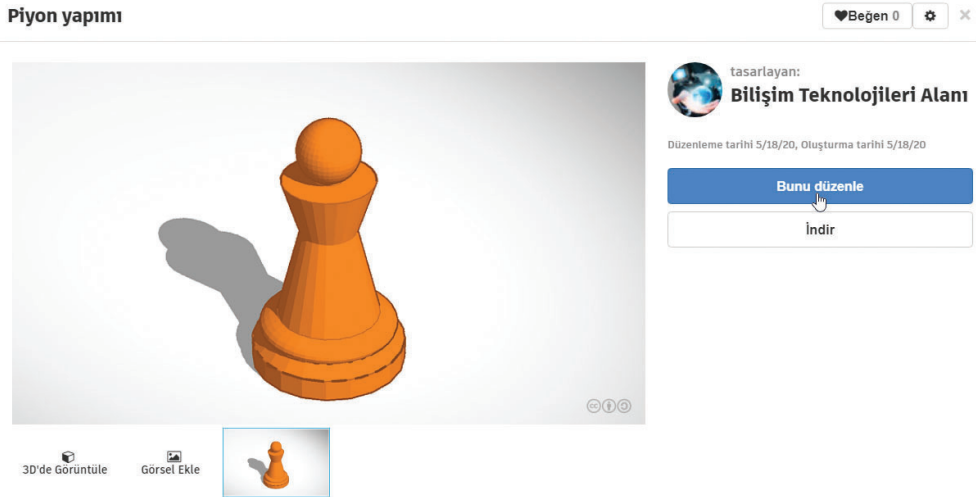 Piyon yapımı
Beğen 0
tasarlayan:
Bilişim Teknolojileri Alanı
Düzenleme tarihi 5/18/20, Oluşturma tarihi 5/18/20
Bunu düzenle
İndir
cc
3D'de Görüntüle
Görsel Ekle